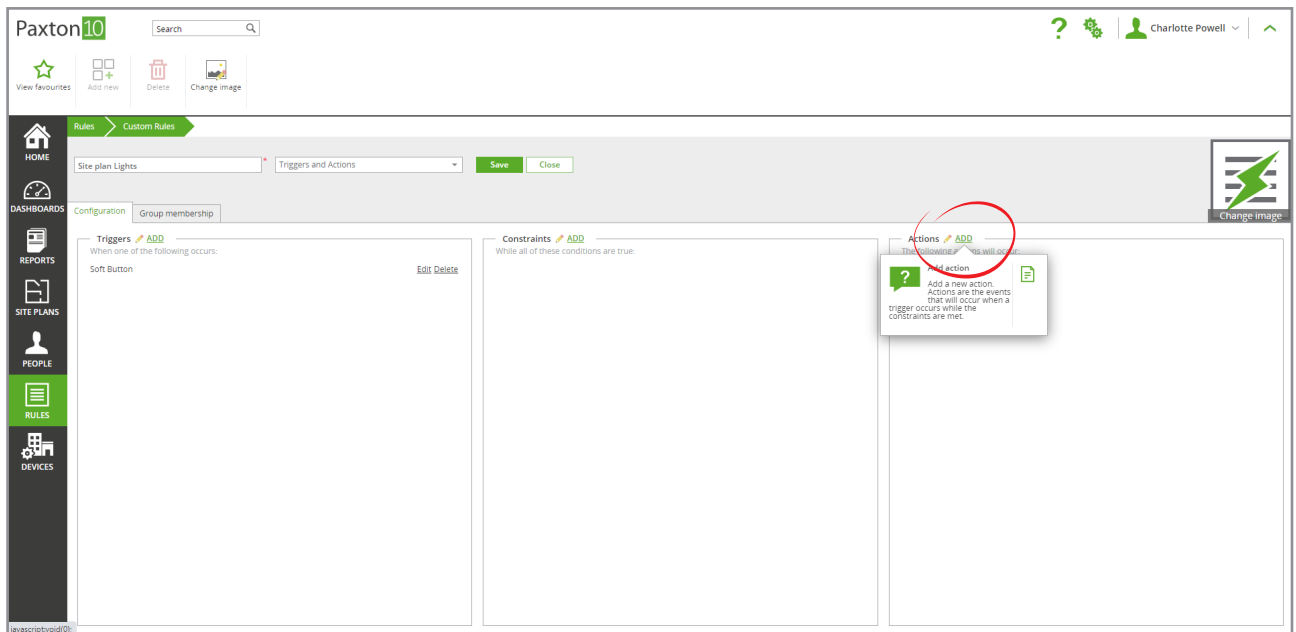 Paxton10
Search
Charlotte Powell
View favourites
Add new
Delete
Change image
HOME
DASHBOARDS
REPORTS
SITE PLANS
PEOPLE
RULES
DEVICES
Rules
Custom Rules
Site plan Lights
*
Triggers and Actions
Save
Close
Change image
Configuration
Group membership
Triggers ADD
When one of the following occurs:
Soft Button
Edit Delete
Constraints ADD
While all of these conditions are true:
Actions ADD
The following actions will occur:
Add action
Add a new action.
Actions are the events
that will occur when a
trigger occurs while the
constraints are met.
javascript:void(0);